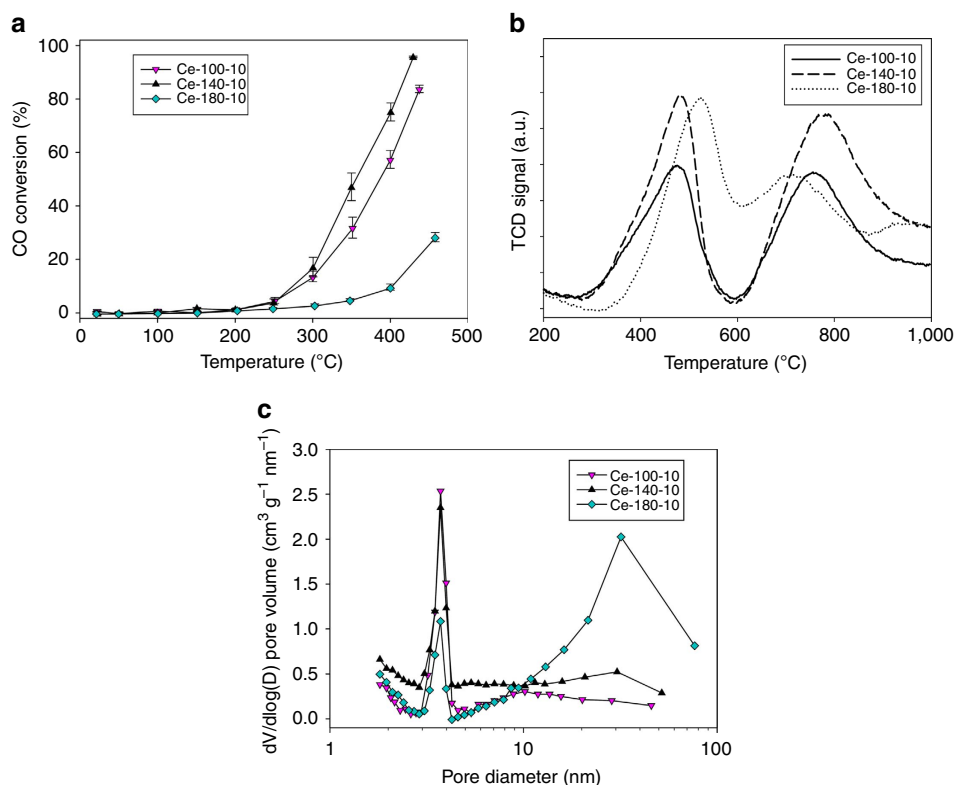 a
CO conversion (%)
100
80
60
40
20
0
0 100 200 300 400 500
Temperature (°C)
Ce-100-10
Ce-140-10
Ce-180-10
b
TCD signal (a.u.)
200 400 600 800 1,000
Temperature (°C)
Ce-100-10
Ce-140-10
Ce-180-10
c
dV/dlog(D) pore volume (cm³ g⁻¹ nm⁻¹)
3.0
2.5
2.0
1.5
1.0
0.5
0.0
1 10 100
Pore diameter (nm)
Ce-100-10
Ce-140-10
Ce-180-10